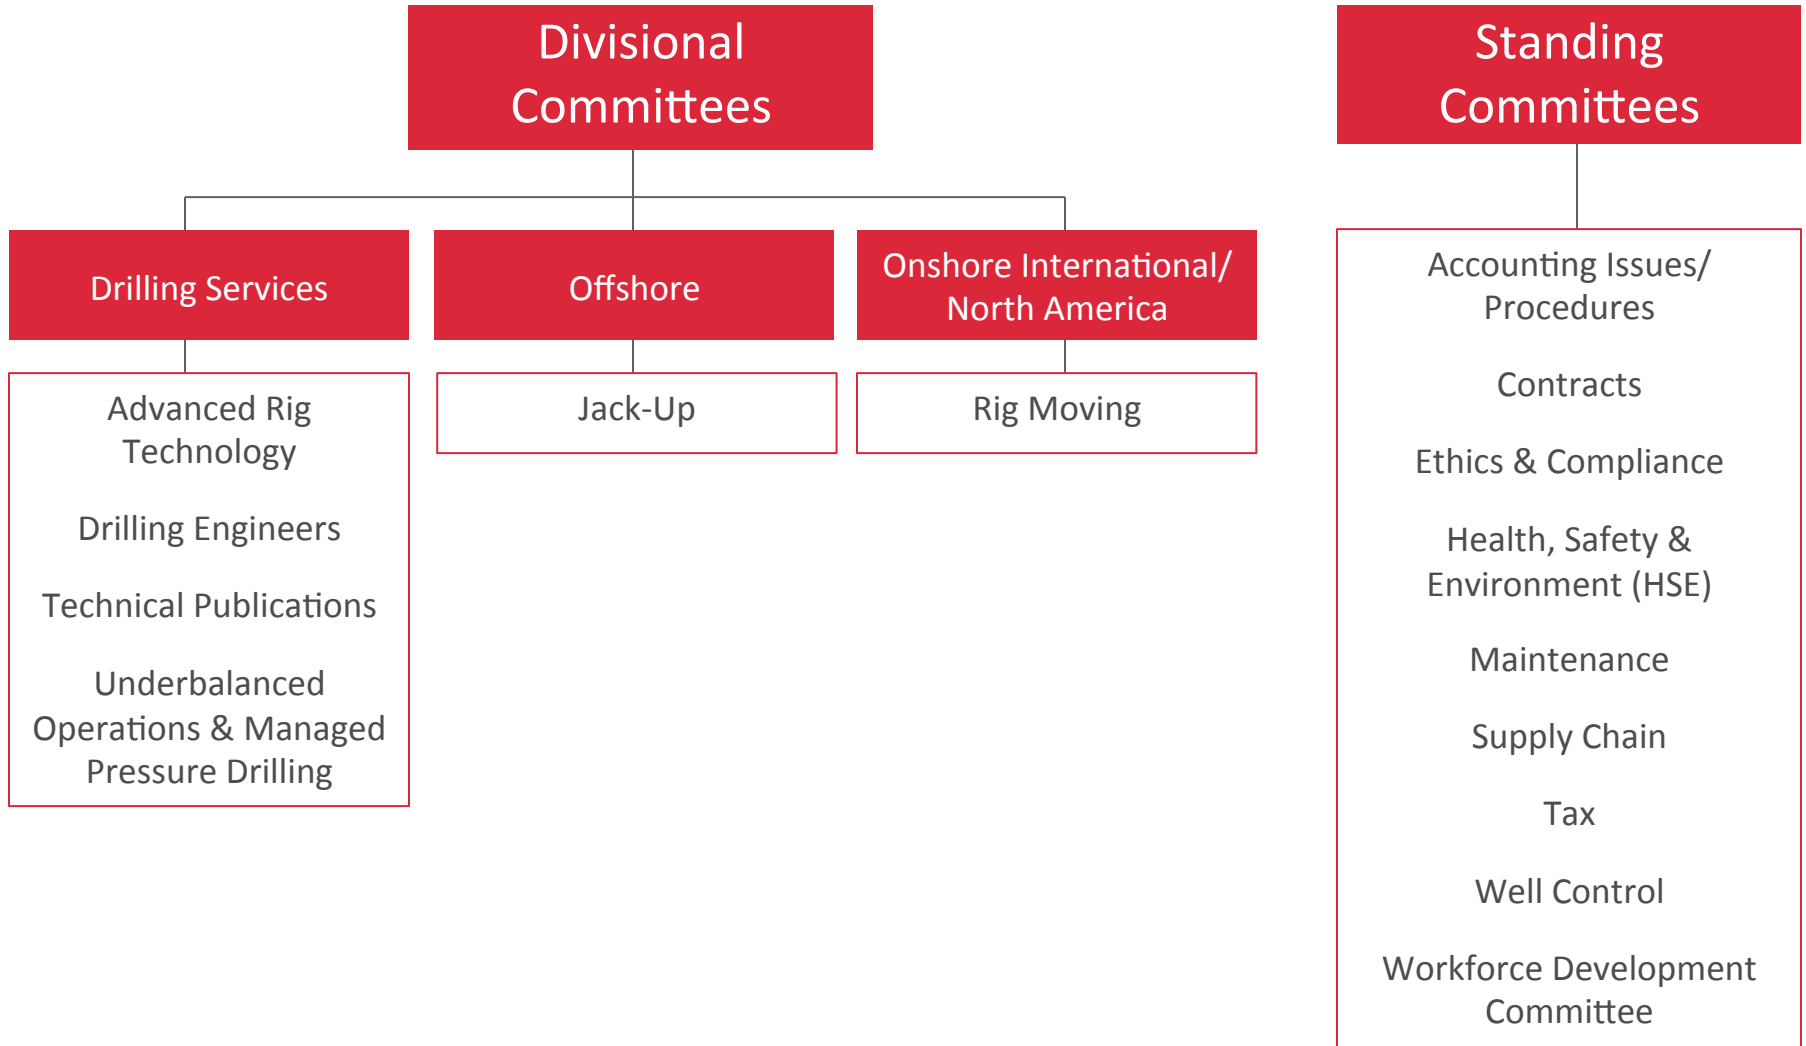 Divisional
Committees
Drilling Services
Advanced Rig
Technology
Drilling Engineers
Technical Publications
Underbalanced
Operations & Managed
Pressure Drilling
Offshore
Jack-Up
Onshore International/
North America
Rig Moving
Standing
Committees
Accounting Issues/
Procedures
Contracts
Ethics & Compliance
Health, Safety &
Environment (HSE)
Maintenance
Supply Chain
Tax
Well Control
Workforce Development
Committee